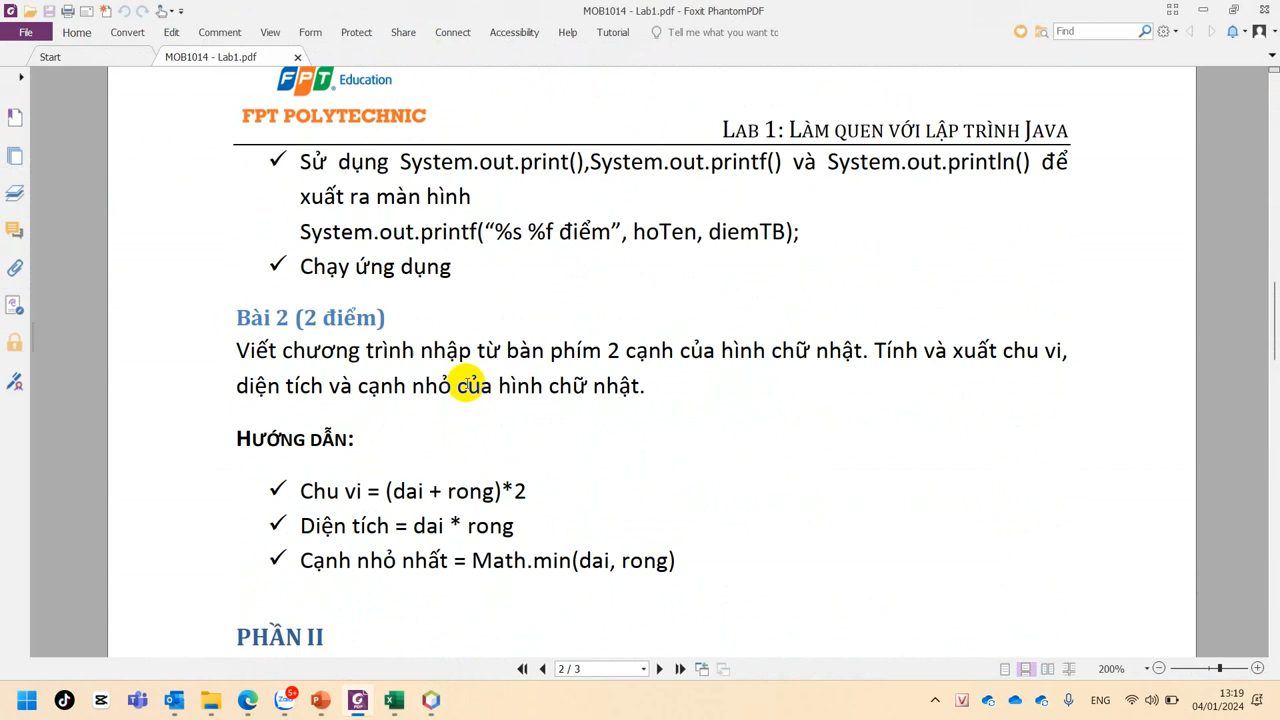 MOB1014 - Lab1.pdf - Foxit PhantomPDF
File Home Convert Edit Comment View Form Protect Share Connect Accessibility Help Tutorial Tell me what you want to Find
Start MOB1014 - Lab1.pdf
FPT Education
FPT POLYTECHNIC
LAB 1: LÀM QUEN VỚI LẬP TRÌNH JAVA
✓ Sử dụng System.out.print(),System.out.printf() và System.out.println() để
xuất ra màn hình
System.out.printf(“%s %f điểm”, hoTen, diemTB);
✓ Chạy ứng dụng
Bài 2 (2 điểm)
Viết chương trình nhập từ bàn phím 2 cạnh của hình chữ nhật. Tính và xuất chu vi,
diện tích và cạnh nhỏ của hình chữ nhật.
HƯỚNG DẪN:
✓ Chu vi = (dai + rong)*2
✓ Diện tích = dai * rong
✓ Cạnh nhỏ nhất = Math.min(dai, rong)
PHẦN II
2 / 3
200%
5+
Zalo
ENG
13:19
04/01/2024